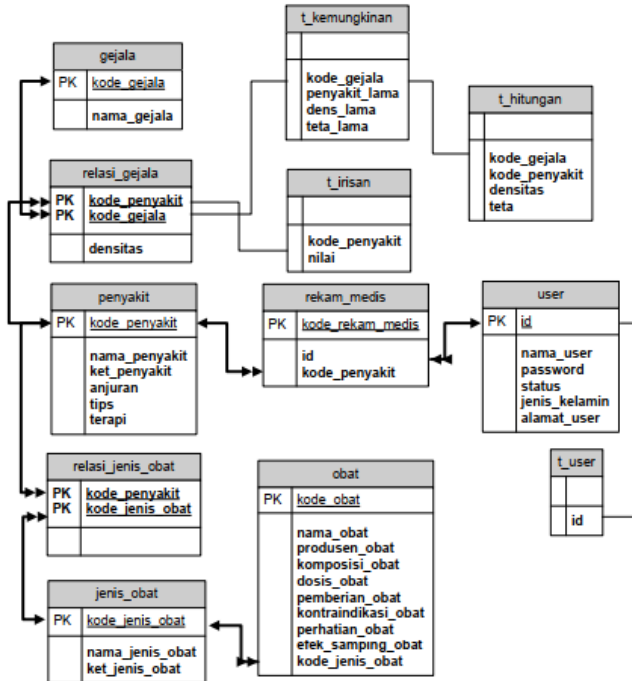 t_kemungkinan
kode_gejala
penyakit_lama
dens_lama
teta_lama
gejala
PK kode_gejala
nama_gejala
t_hitungan
kode_gejala
kode_penyakit
densitas
teta
relasi_gejala
PK kode_penyakit
PK kode_gejala
densitas
t_irisan
kode_penyakit
nilai
penyakit
PK kode_penyakit
nama_penyakit
ket_penyakit
anjuran
tips
terapi
rekam_medis
PK kode_rekam_medis
id
kode_penyakit
user
PK id
nama_user
password
status
jenis_kelamin
alamat_user
t_user
id
relasi_jenis_obat
PK kode_penyakit
PK kode_jenis_obat
obat
PK kode_obat
nama_obat
produsen_obat
komposisi_obat
dosis_obat
pemberian_obat
kontraindikasi_obat
perhatian_obat
efek_samping_obat
kode_jenis_obat
jenis_obat
PK kode_jenis_obat
nama_jenis_obat
ket_jenis_obat